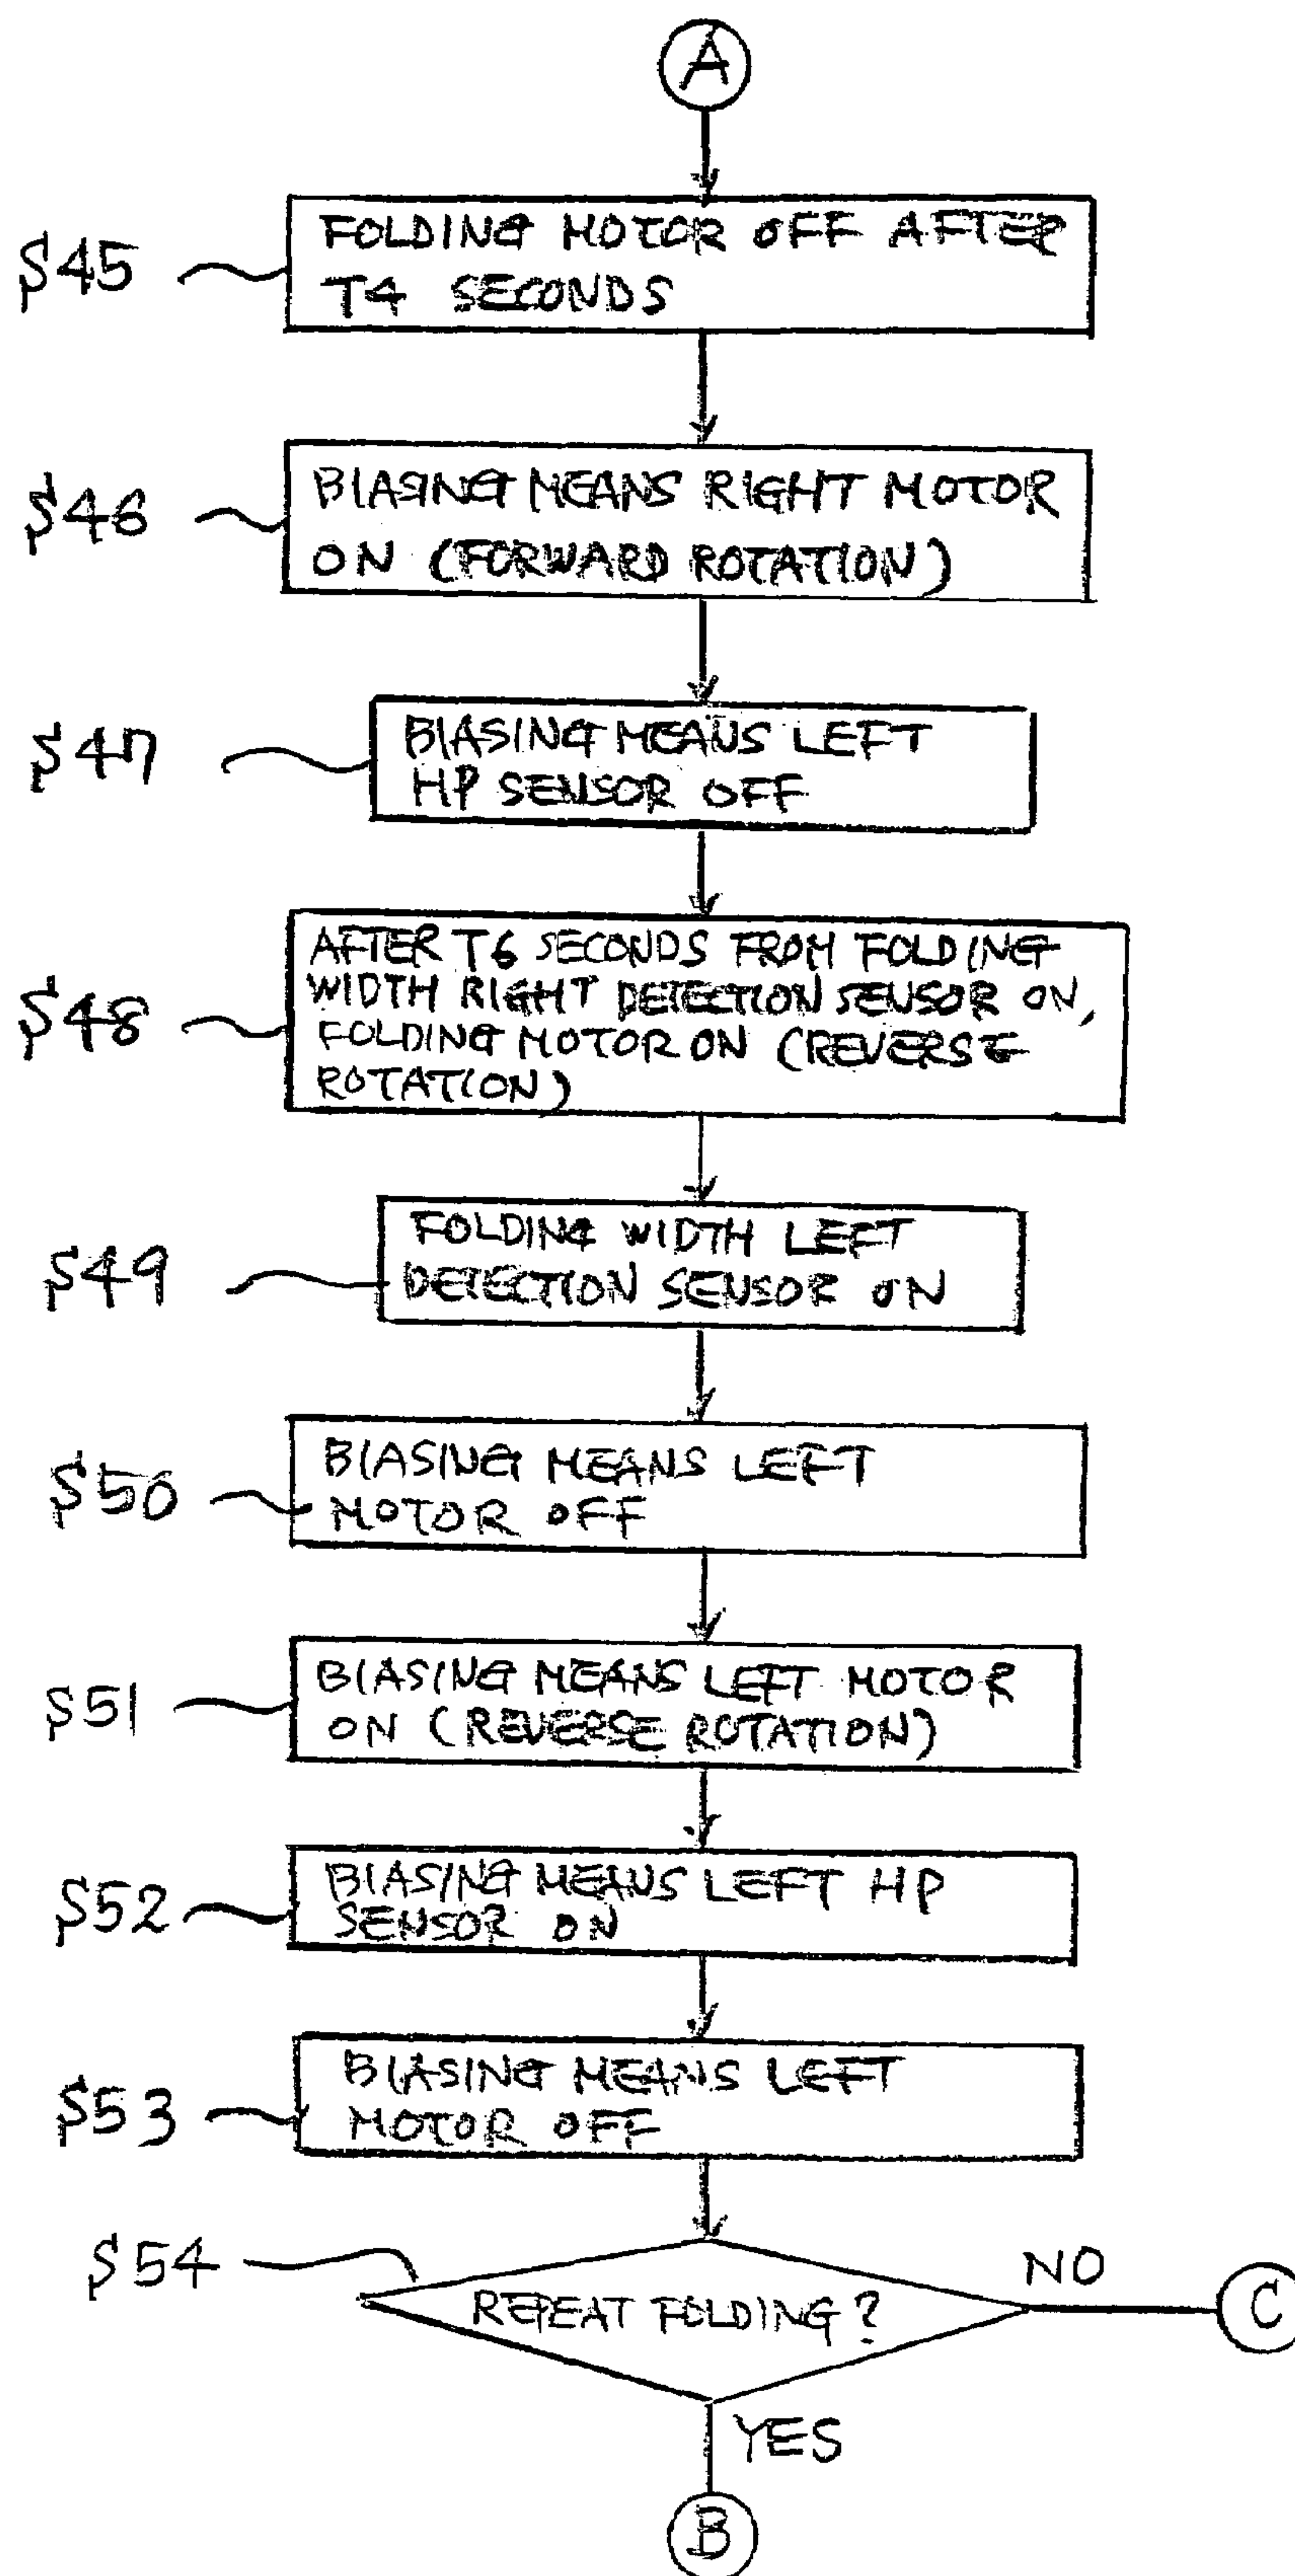 A
S45
FOLDING MOTOR OFF AFTER
T4 SECONDS
S46
BIASING MEANS RIGHT MOTOR
ON (FORWARD ROTATION)
S47
BIASING MEANS LEFT
HP SENSOR OFF
S48
AFTER T6 SECONDS FROM FOLDING
WIDTH RIGHT DETECTION SENSOR ON,
FOLDING MOTOR ON (REVERSE
ROTATION)
S49
FOLDING WIDTH LEFT
DETECTION SENSOR ON
S50
BIASING MEANS LEFT
MOTOR OFF
S51
BIASING MEANS LEFT MOTOR
ON (REVERSE ROTATION)
S52
BIASING MEANS LEFT HP
SENSOR ON
S53
BIASING MEANS LEFT
MOTOR OFF
S54
REPEAT FOLDING?
NO
C
YES
B